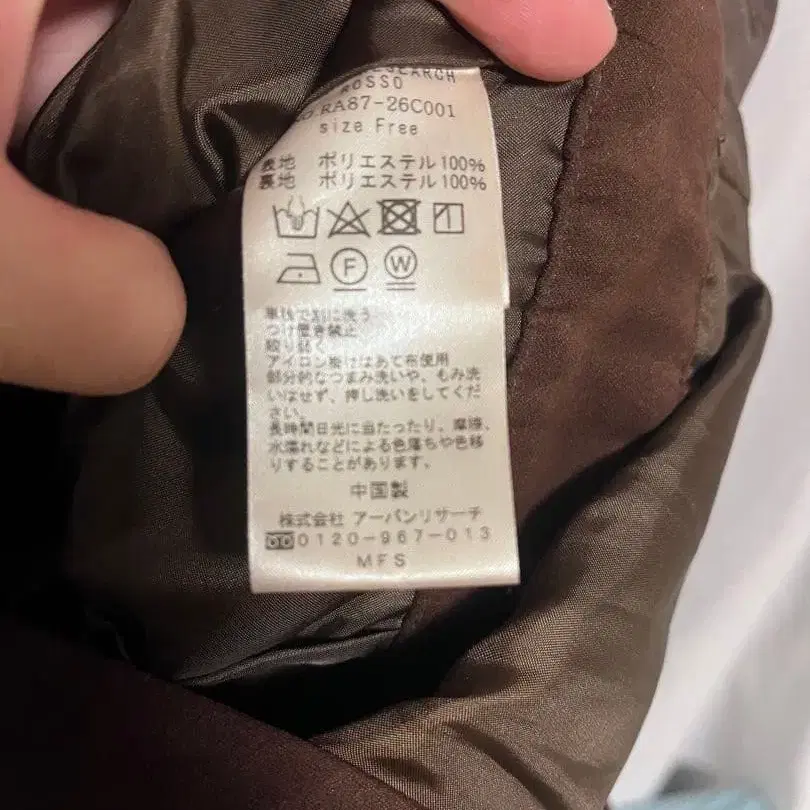 SEARCH
ROSSO
RA87-26C001
size Free
表地 ポリエステル100%
裏地 ポリエステル100%
F W
単独で別に洗う
つけ置き禁止
絞り弱く
アイロン掛けはあて布使用
部分的なつまみ洗いや、もみ洗
いはせず、押し洗いをしてくだ
さい。
長時間日光に当たったり、摩擦、
水濡れなどによる色落ちや色移
りすることがあります。
中国製
株式会社 アーバンリサーチ
0120-967-013
MFS